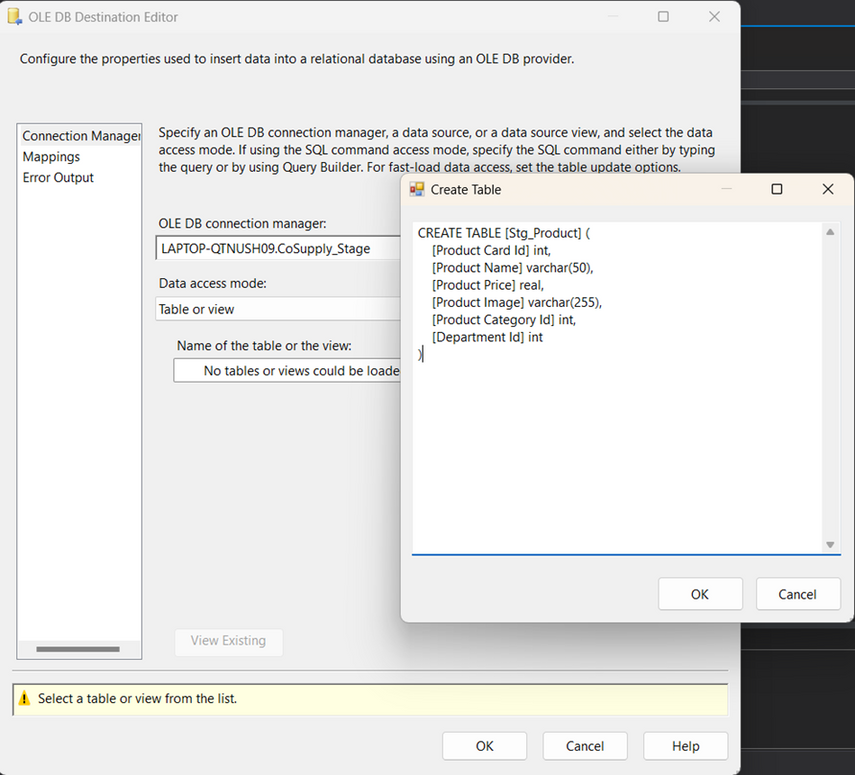 OLE DB Destination Editor
Configure the properties used to insert data into a relational database using an OLE DB provider.
Connection Manager
Mappings
Error Output
Specify an OLE DB connection manager, a data source, or a data source view, and select the data
access mode. If using the SQL command access mode, specify the SQL command either by typing
the query or by using Query Builder. For fast-load data access, set the table update options.
OLE DB connection manager:
LAPTOP-QTNUSH09.CoSupply_Stage
Data access mode:
Table or view
Name of the table or the view:
No tables or views could be loade
View Existing
Select a table or view from the list.
OK
Cancel
Help
Create Table
CREATE TABLE [Stg_Product] (
[Product Card Id] int,
[Product Name] varchar(50),
[Product Price] real,
[Product Image] varchar(255),
[Product Category Id] int,
[Department Id] int
)
OK
Cancel